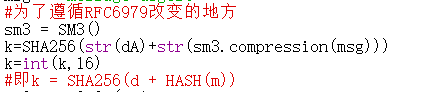 #为了遵循RFC6979改变的地方
sm3 = SM3()
k=SHA256(str(dA)+str(sm3.compression(msg)))
k=int(k,16)
#即k = SHA256(d + HASH(m))